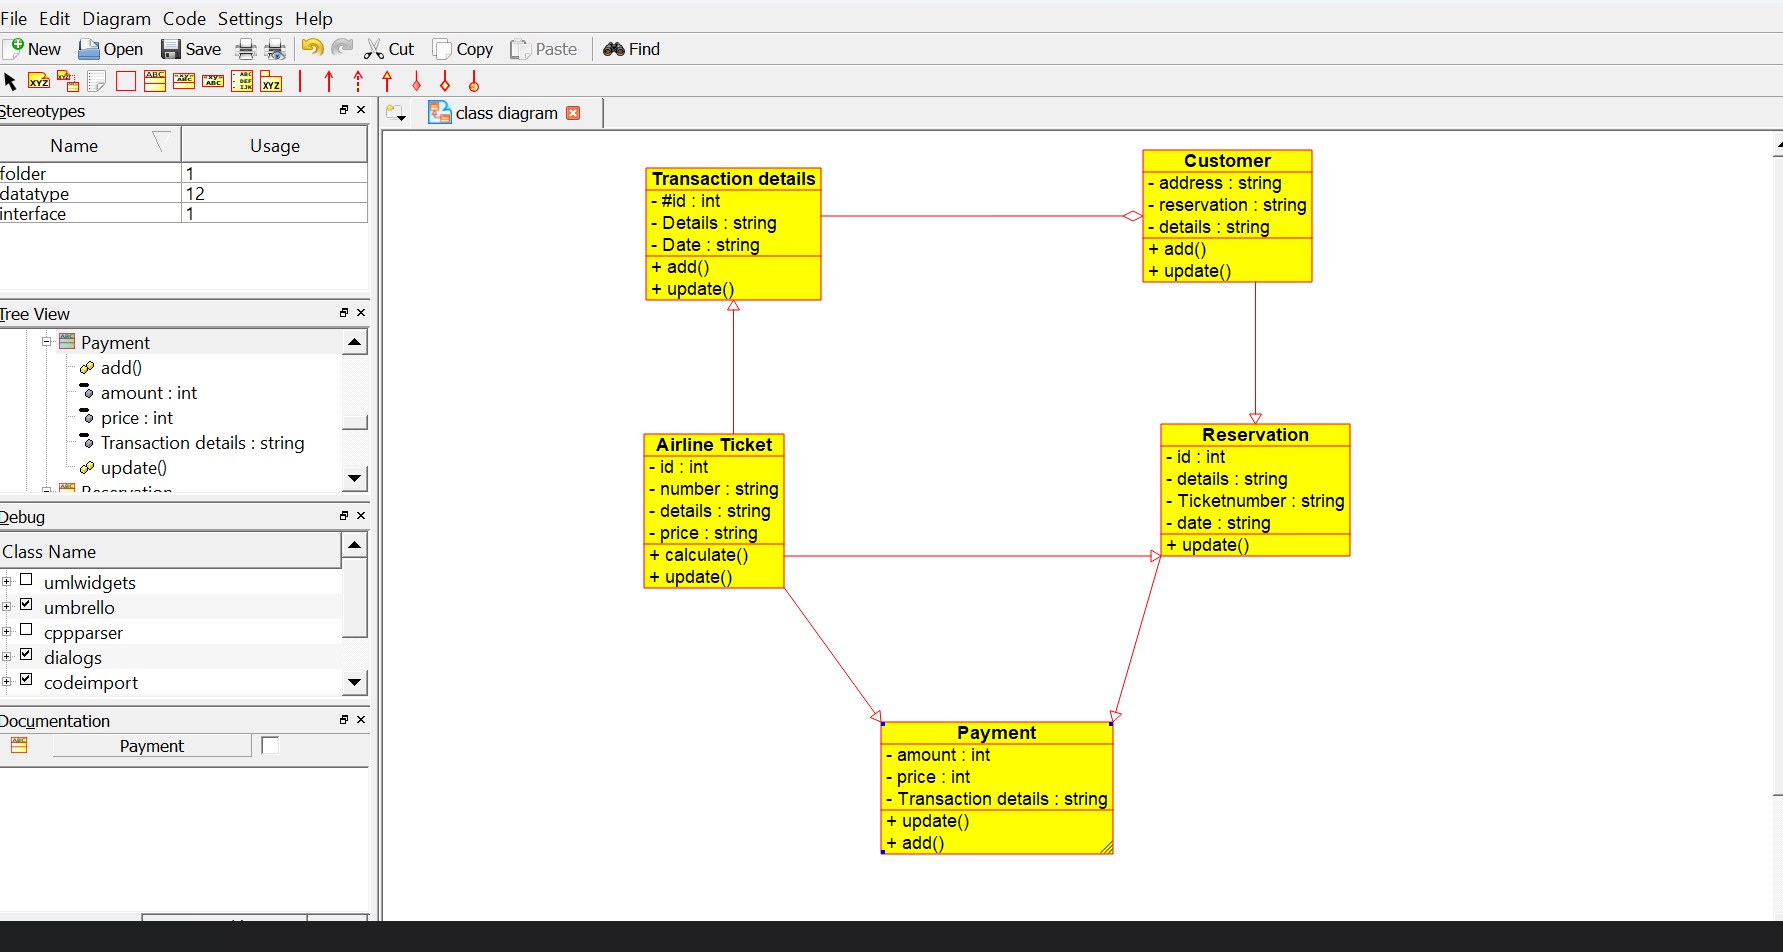 File Edit Diagram Code Settings Help
New Open Save Cut Copy Paste Find
XYZ ABC XYZ
Stereotypes
Name Usage
folder 1
datatype 12
interface 1
Tree View
Payment
add()
amount : int
price : int
Transaction details : string
update()
Reservation
Debug
Class Name
umlwidgets
umbrello
cppparser
dialogs
codeimport
Documentation
Payment
class diagram
Transaction details
- #id : int
- Details : string
- Date : string
+ add()
+ update()
Customer
- address : string
- reservation : string
- details : string
+ add()
+ update()
Airline Ticket
- id : int
- number : string
- details : string
- price : string
+ calculate()
+ update()
Reservation
- id : int
- details : string
- Ticketnumber : string
- date : string
+ update()
Payment
- amount : int
- price : int
- Transaction details : string
+ update()
+ add()